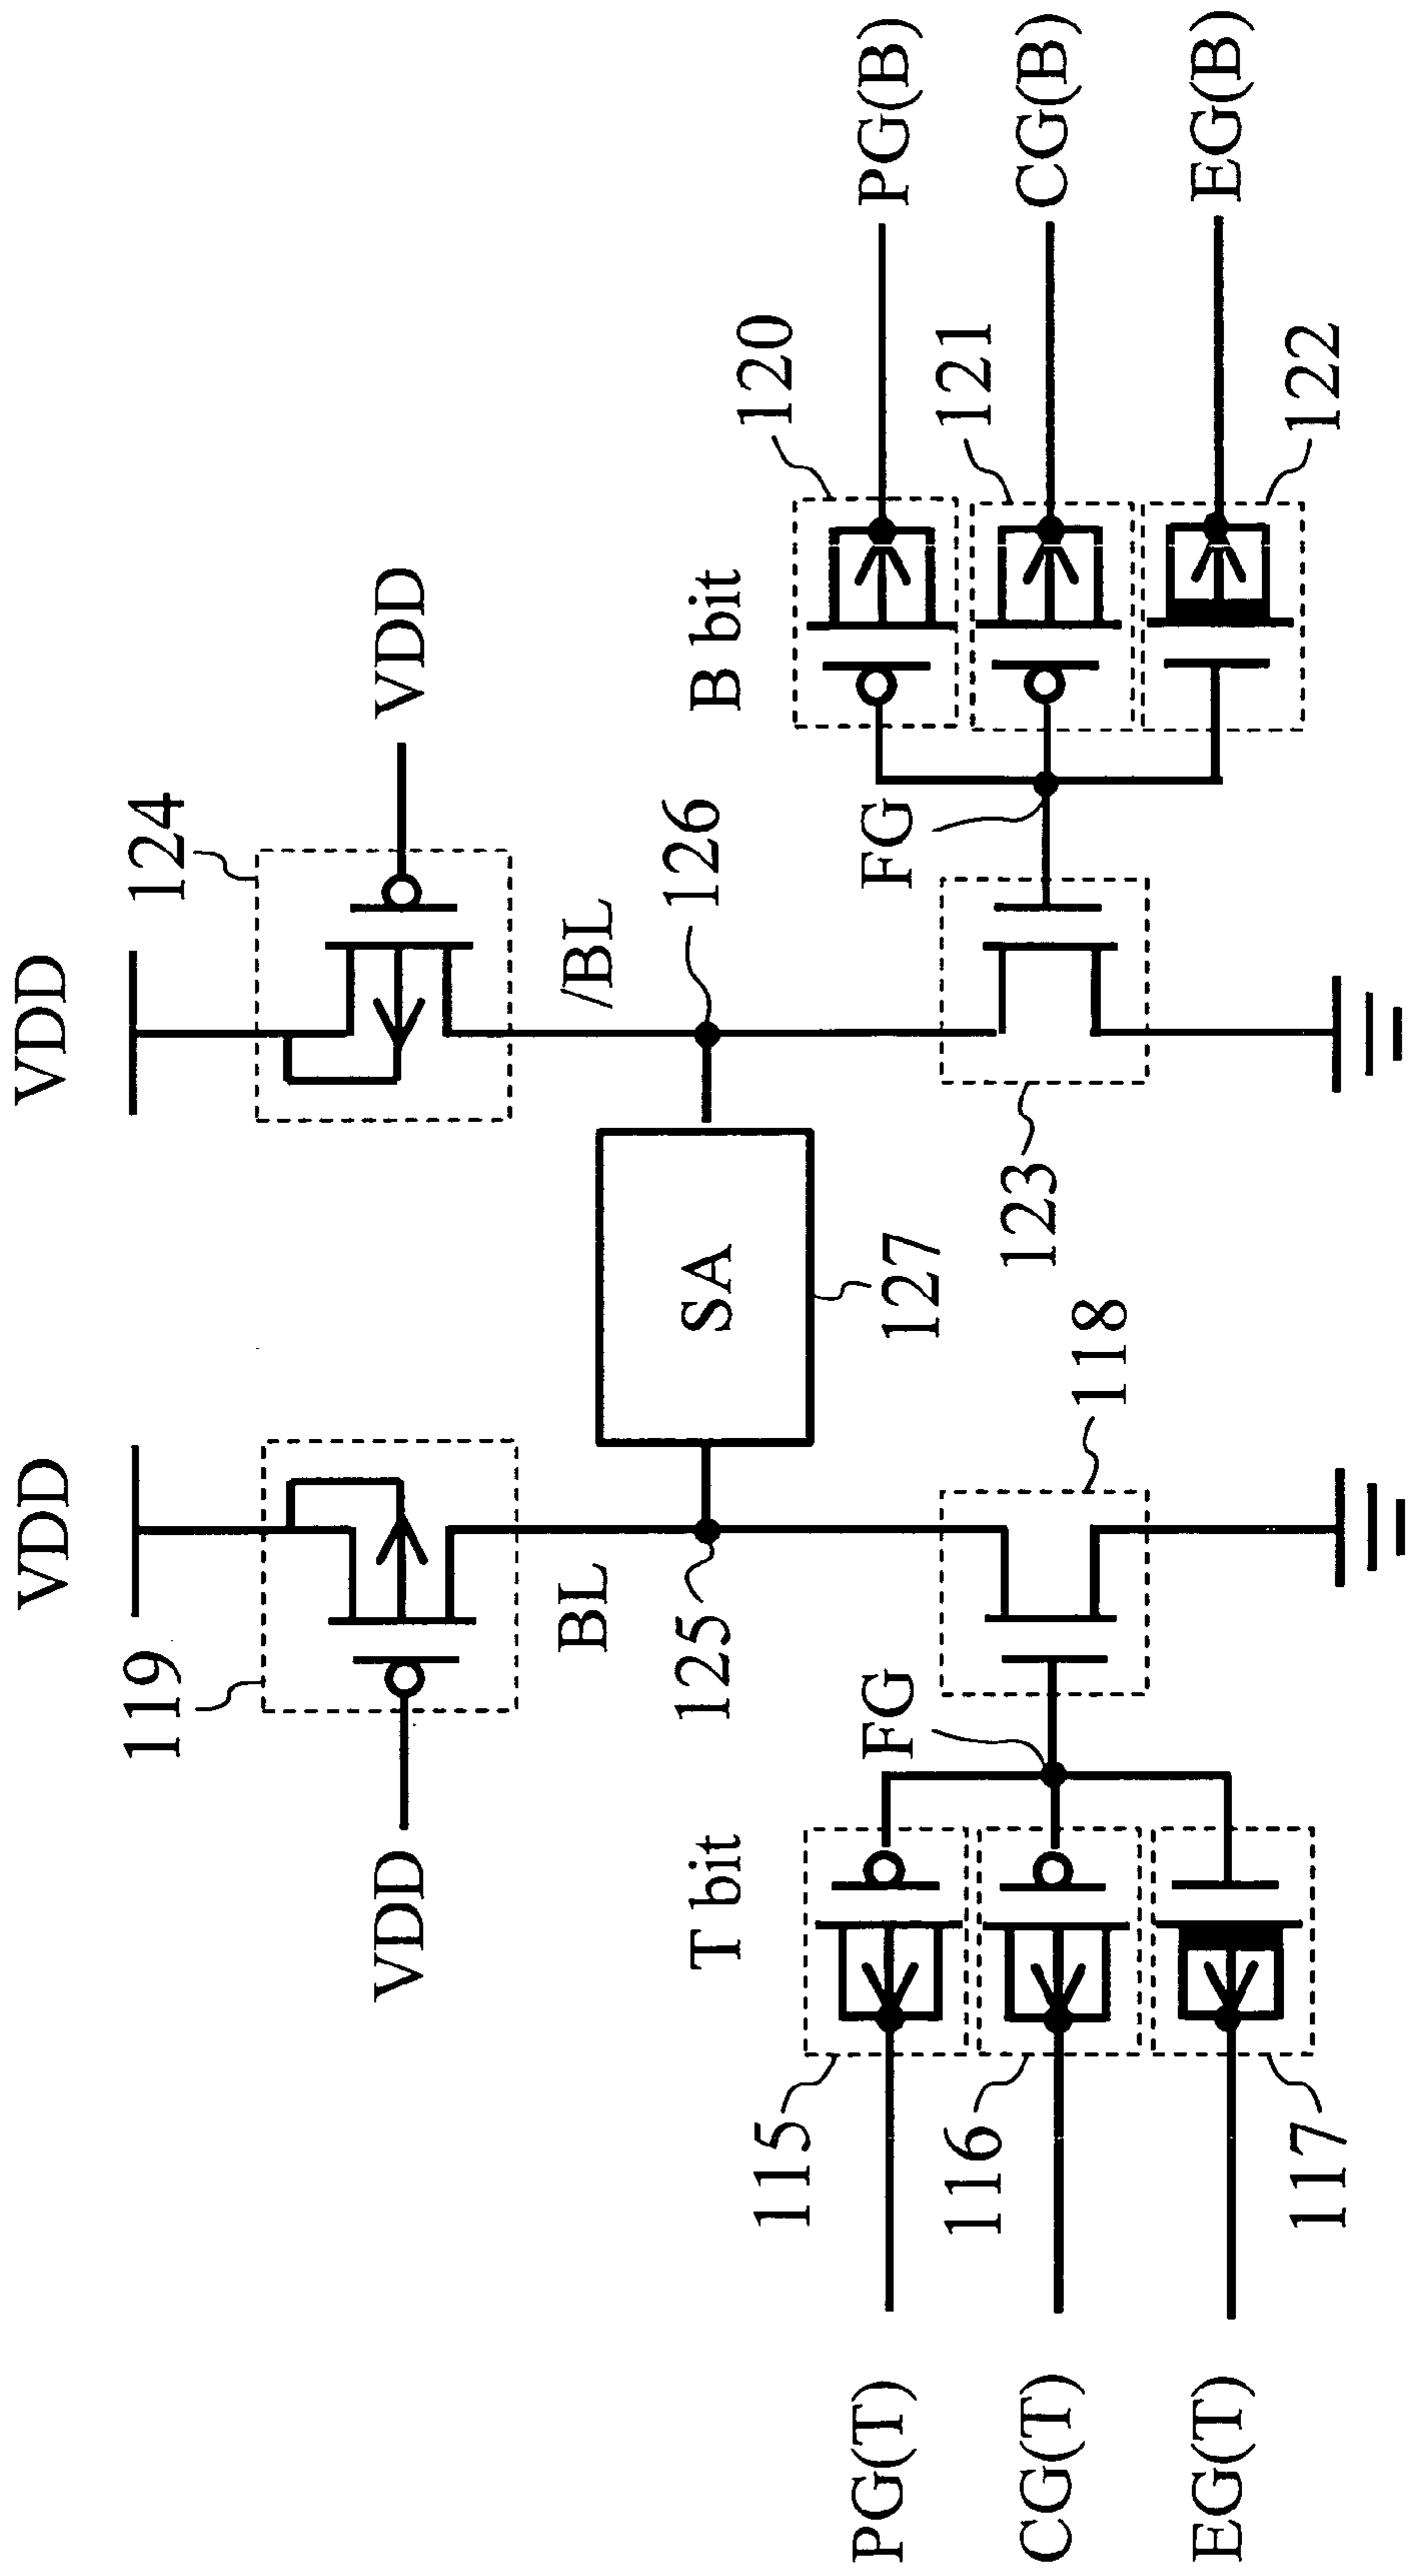 VDD
VDD
119
124
VDD
VDD
BL
/BL
125
126
T bit
B bit
SA
127
FG
FG
PG(T)
115
120
PG(B)
CG(T)
116
118
123
121
CG(B)
EG(T)
117
122
EG(B)